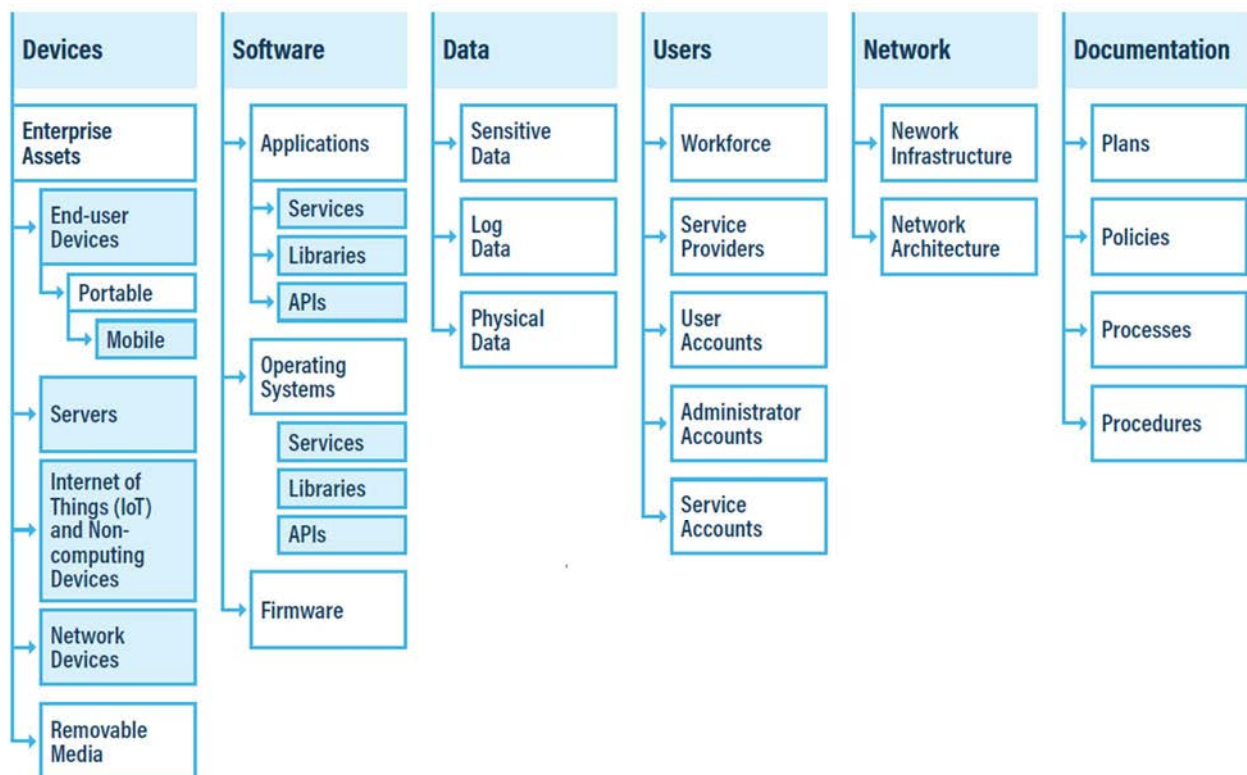 Devices
Enterprise
Assets
End-user
Devices
Portable
Mobile
Servers
Internet of
Things (IoT)
and Non-
computing
Devices
Network
Devices
Removable
Media
Software
Applications
Services
Libraries
APIs
Operating
Systems
Services
Libraries
APIs
Firmware
Data
Sensitive
Data
Log
Data
Physical
Data
Users
Workforce
Service
Providers
User
Accounts
Administrator
Accounts
Service
Accounts
Network
Nework
Infrastructure
Network
Architecture
Documentation
Plans
Policies
Processes
Procedures